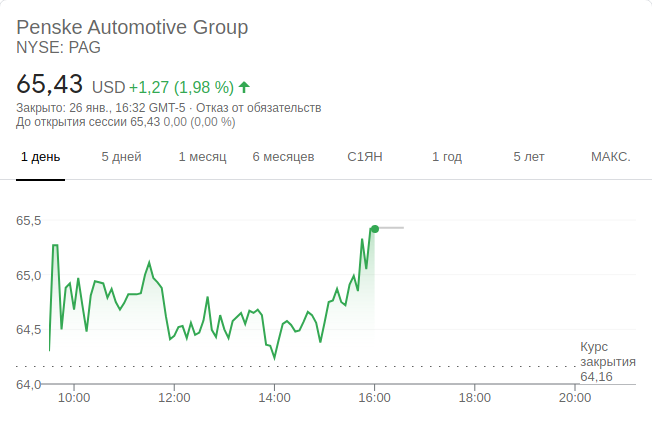 Penske Automotive Group
NYSE: PAG
65,43 USD +1,27 (1,98 %)
Закрыто: 26 янв., 16:32 GMT-5 · Отказ от обязательств
До открытия сессии 65,43 0,00 (0,00 %)
1 день 5 дней 1 месяц 6 месяцев С1ЯН 1 год 5 лет МАКС.
65,5
65,0
64,5
Курс
закрытия
64,16
64,0
10:00 12:00 14:00 16:00 18:00 20:00